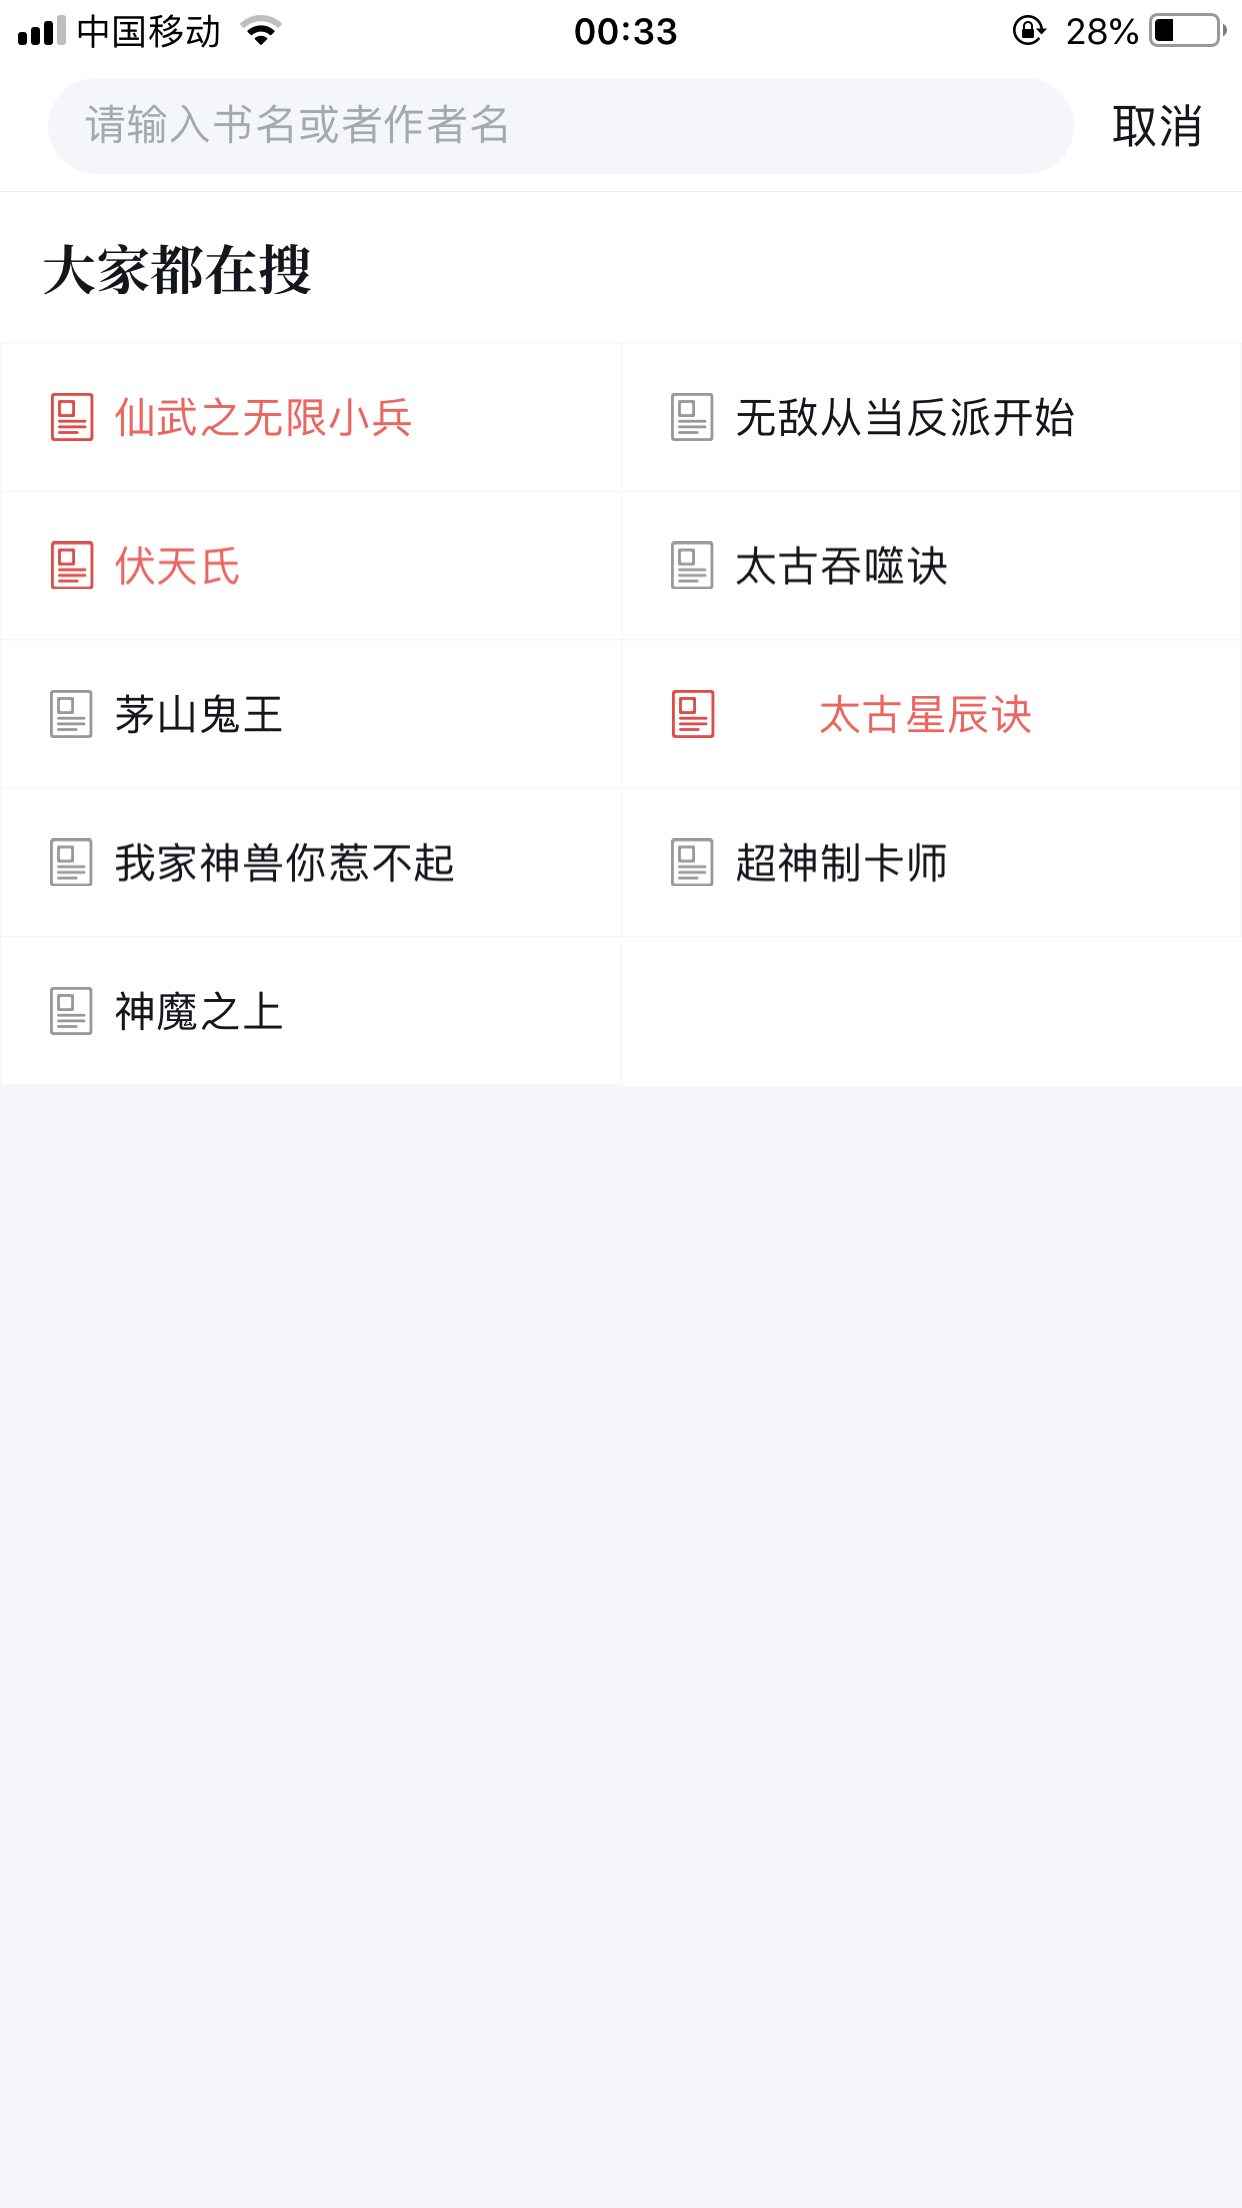 中国移动 00:33 28%
请输入书名或者作者名 取消
大家都在搜
仙武之无限小兵 无敌从当反派开始
伏天氏 太古吞噬诀
茅山鬼王 太古星辰诀
我家神兽你惹不起 超神制卡师
神魔之上